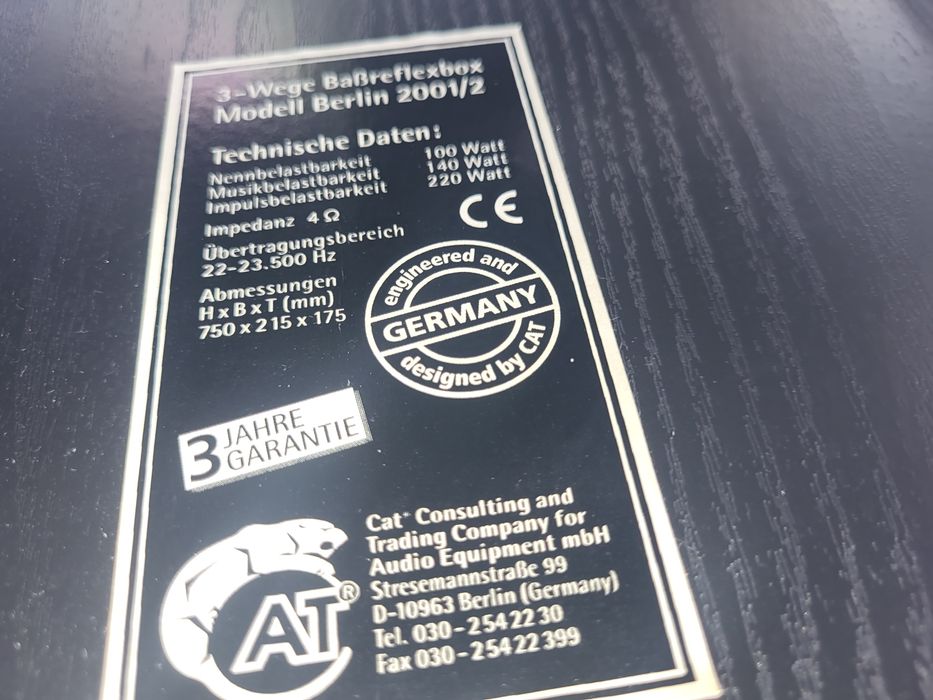 3-Wege Baßreflexbox
Modell Berlin 2001/2
Technische Daten:
Nennbelastbarkeit 100 Watt
Musikbelastbarkeit 140 Watt
Impulsbelastbarkeit 220 Watt
Impedanz 4 Ω
CE
Übertragungsbereich
22-23.500 Hz
Abmessungen
H x B x T (mm)
750 x 215 x 175
engineered and
GERMANY
designed by CAT
3 JAHRE
GARANTIE
CAT®
Cat+ Consulting and
Trading Company for
Audio Equipment mbH
Stresemannstraße 99
D-10963 Berlin (Germany)
Tel. 030-254 22 30
Fax 030-254 22 399